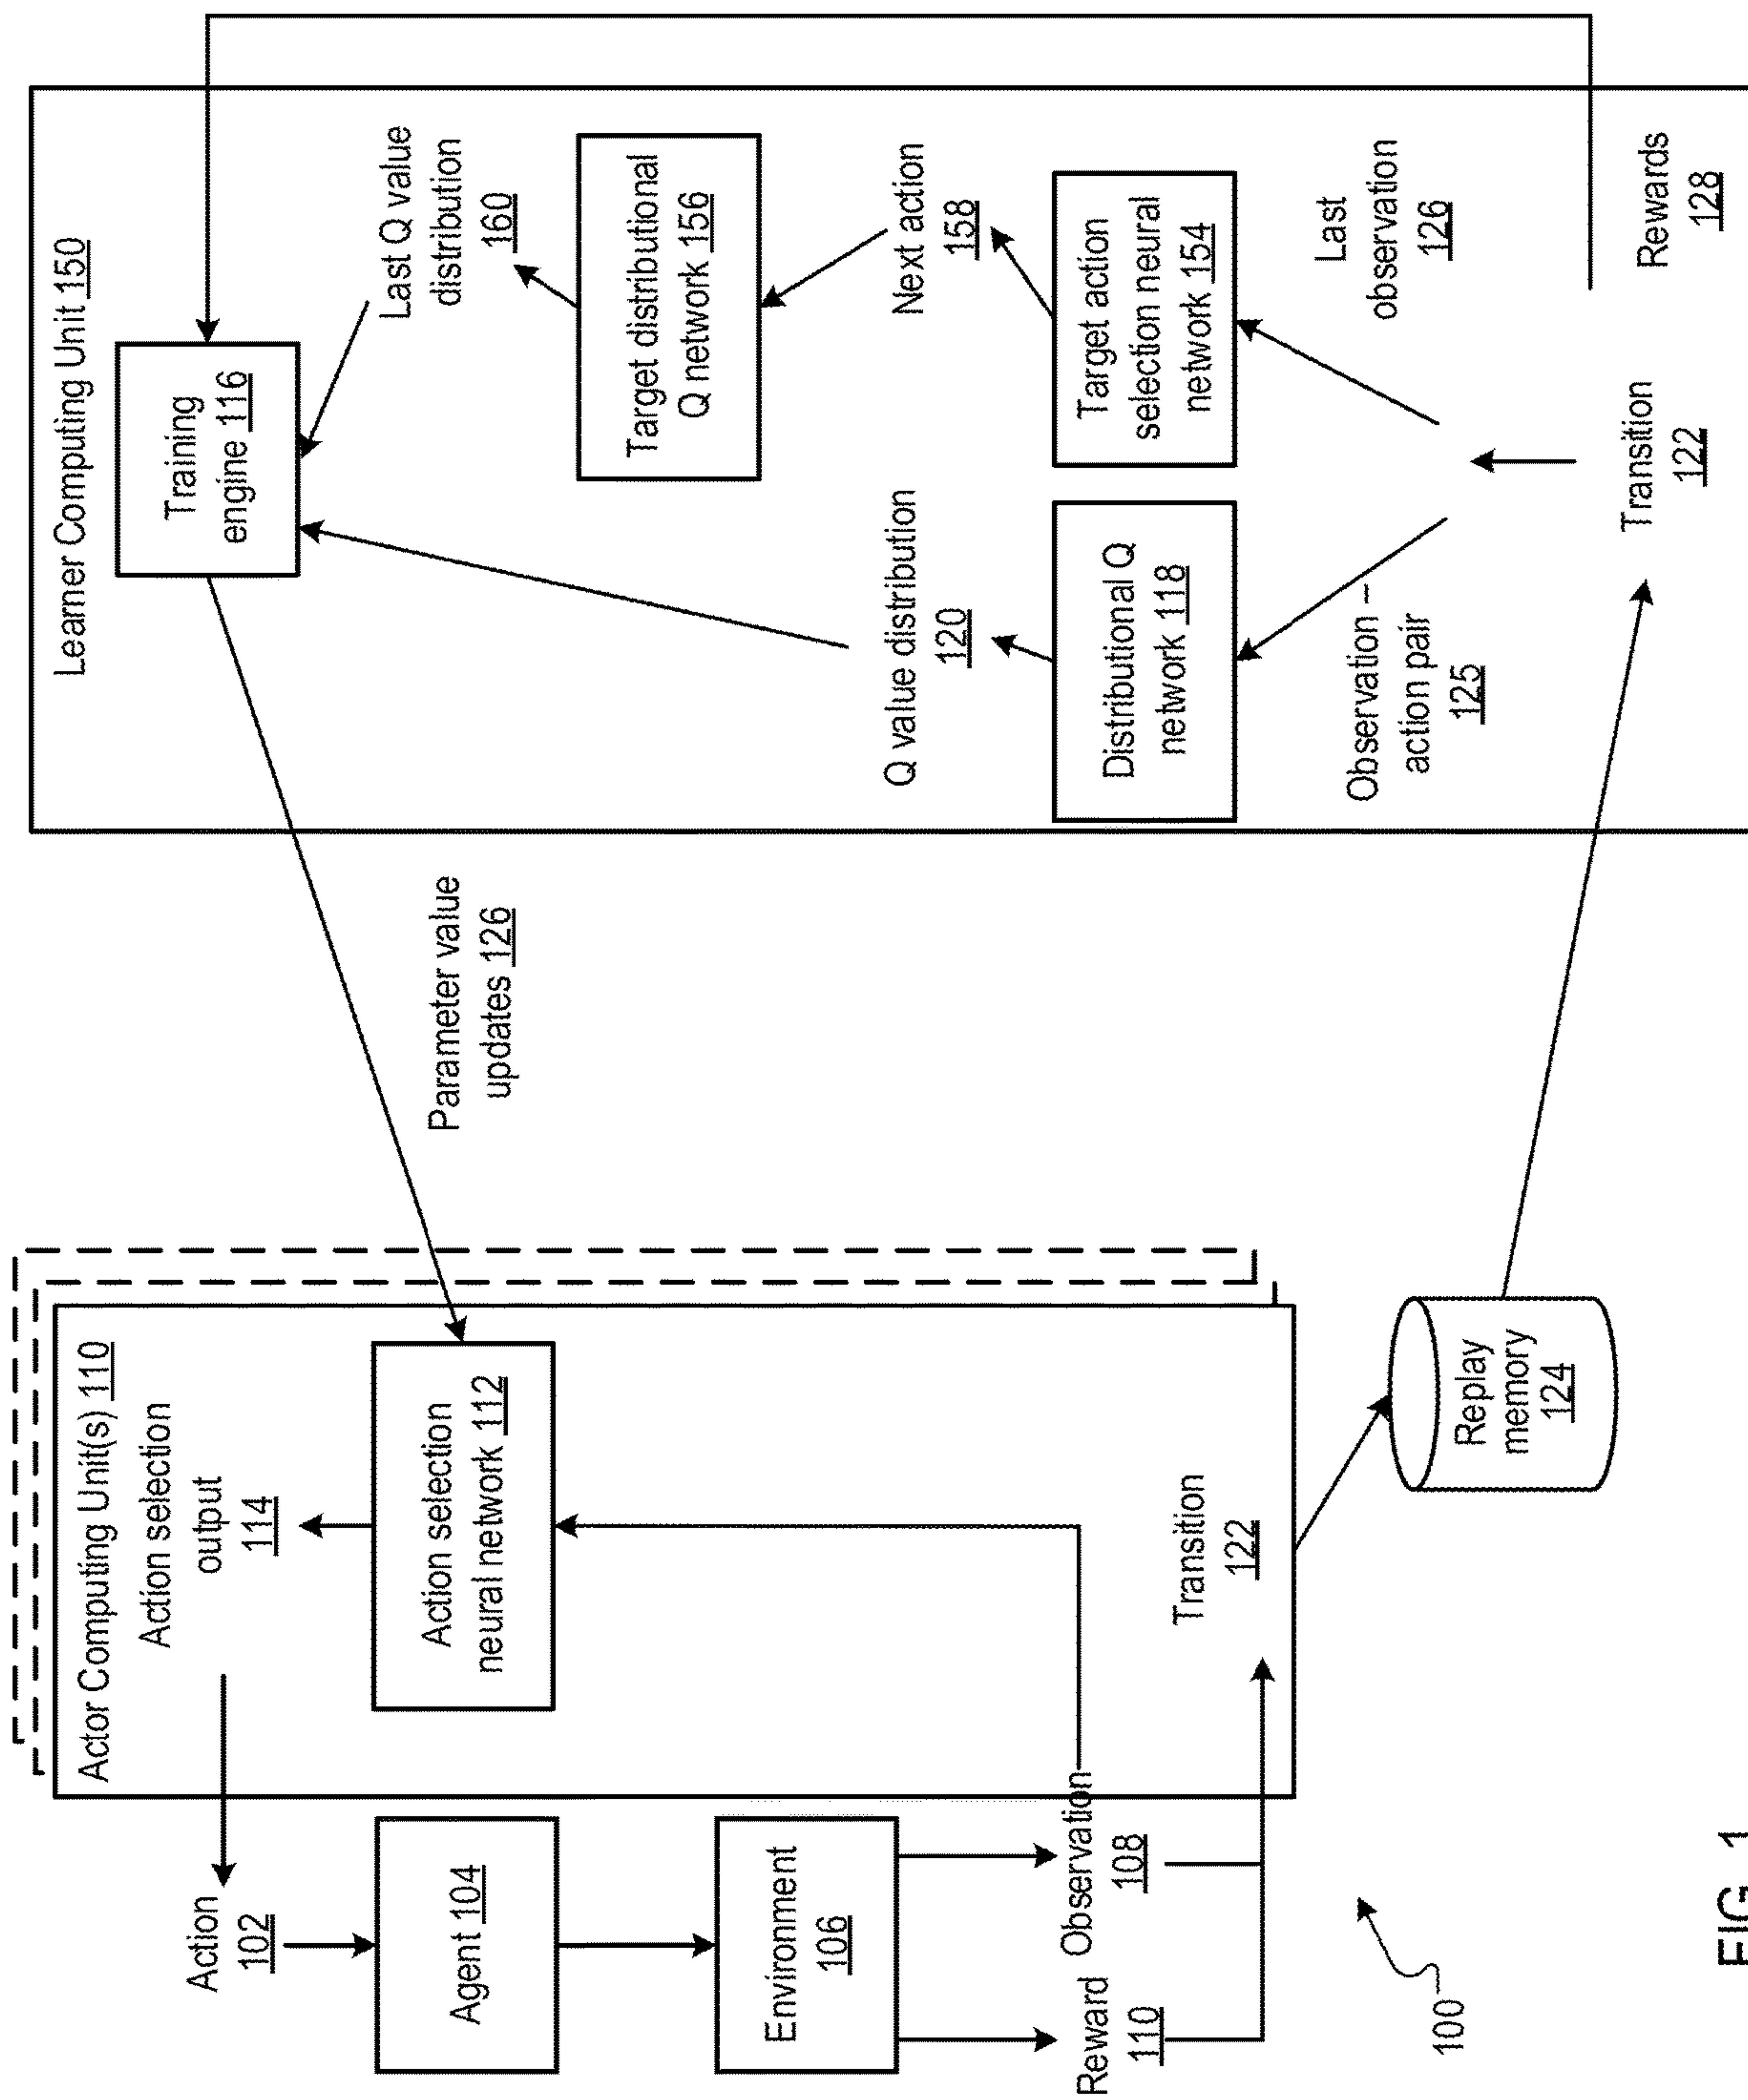 Actor Computing Unit(s) 110
Action selection
output
114
Action
102
Action selection
neural network 112
Agent 104
Environment
106
Reward
110
Observation
108
Transition
122
Replay
memory
124
100
Parameter value
updates 126
Learner Computing Unit 150
Training
engine 116
Last Q value
distribution
160
Target distributional
Q network 156
Q value distribution
120
Next action
158
Distributional Q
network 118
Target action
selection neural
network 154
Observation –
action pair
125
Last
observation
126
Transition
122
Rewards
128
FIG. 1